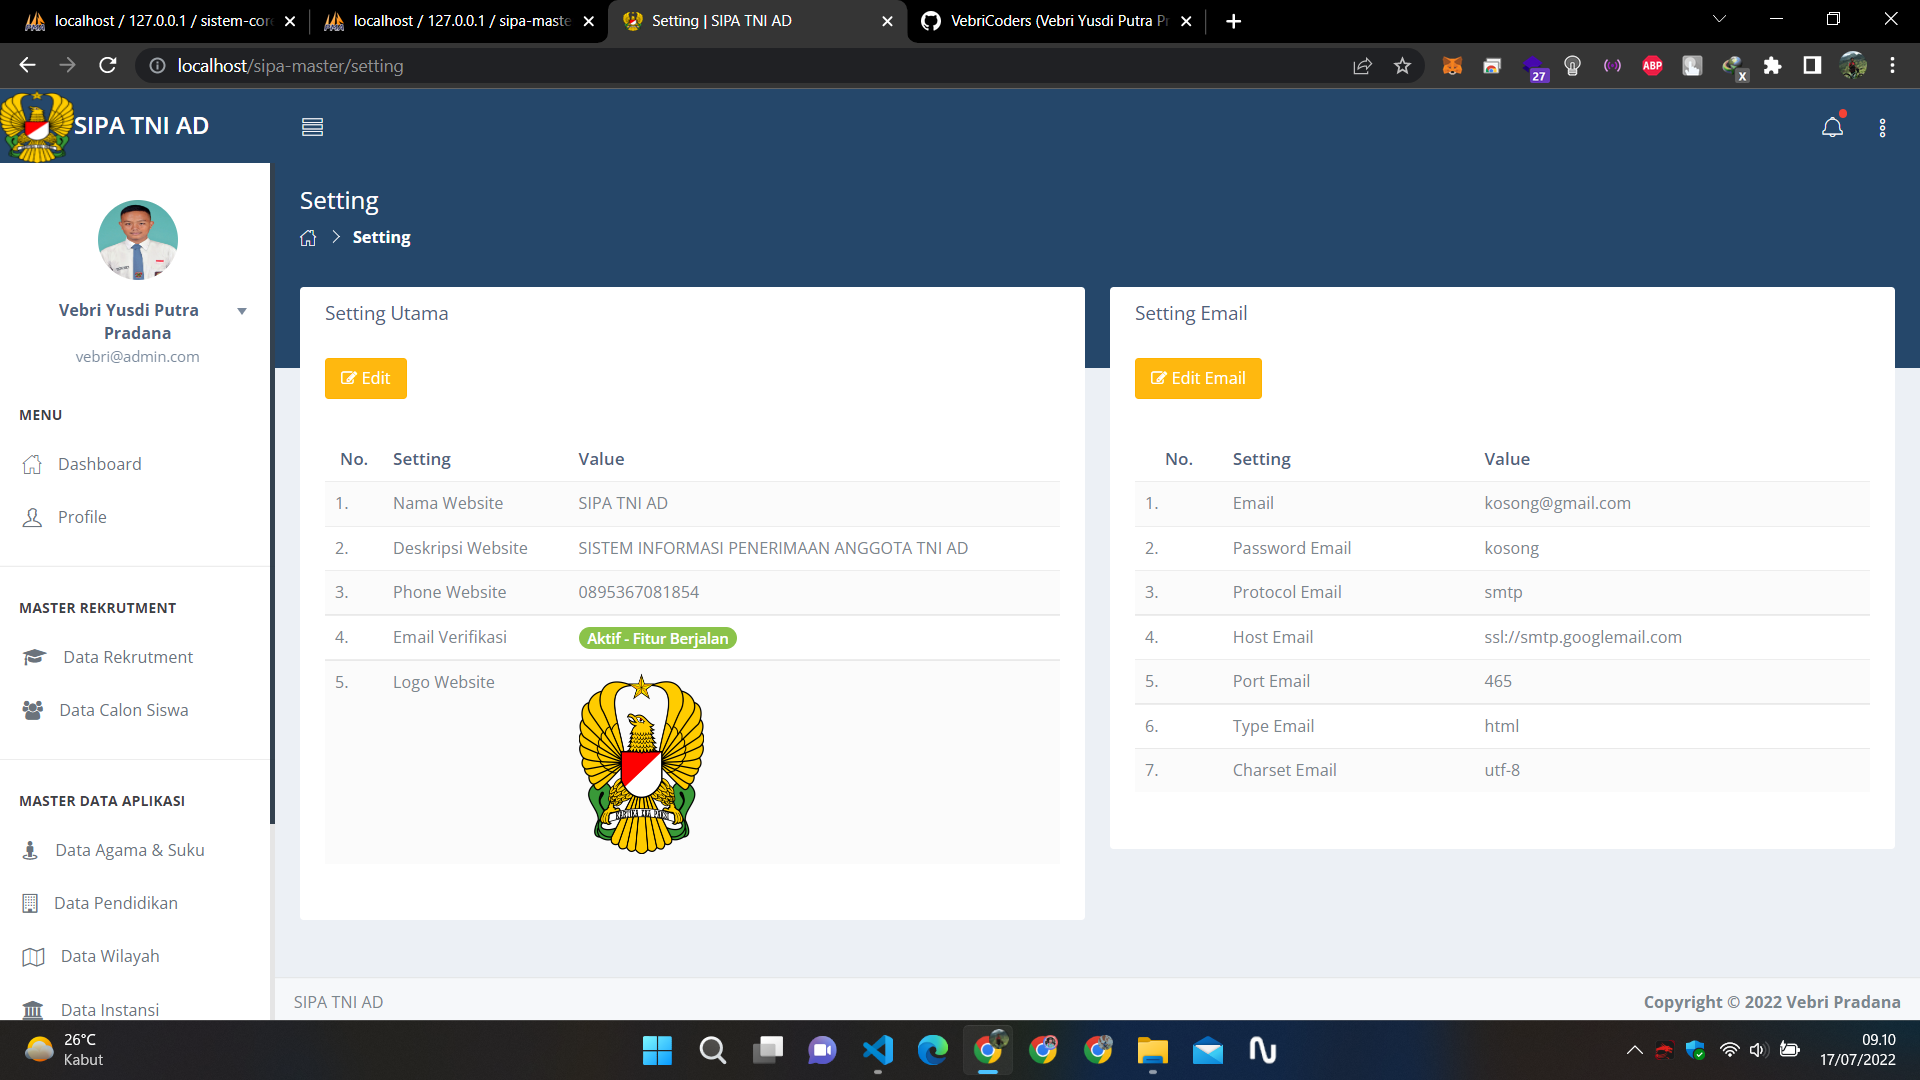 localhost / 127.0.0.1 / sistem-cor
localhost / 127.0.0.1 / sipa-maste
Setting | SIPA TNI AD
VebriCoders (Vebri Yusdi Putra Pr
localhost/sipa-master/setting
27
ABP
X
SIPA TNI AD
Vebri Yusdi Putra
Pradana
vebri@admin.com
MENU
Dashboard
Profile
MASTER REKRUTMENT
Data Rekrutment
Data Calon Siswa
MASTER DATA APLIKASI
Data Agama & Suku
Data Pendidikan
Data Wilayah
Data Instansi
Setting
Setting
Setting Utama
Edit
No. Setting Value
1. Nama Website SIPA TNI AD
2. Deskripsi Website SISTEM INFORMASI PENERIMAAN ANGGOTA TNI AD
3. Phone Website 0895367081854
4. Email Verifikasi Aktif - Fitur Berjalan
5. Logo Website
KARTIKA EKA PAKSI
Setting Email
Edit Email
No. Setting Value
1. Email kosong@gmail.com
2. Password Email kosong
3. Protocol Email smtp
4. Host Email ssl://smtp.googlemail.com
5. Port Email 465
6. Type Email html
7. Charset Email utf-8
SIPA TNI AD
Copyright © 2022 Vebri Pradana
26°C
Kabut
09.10
17/07/2022